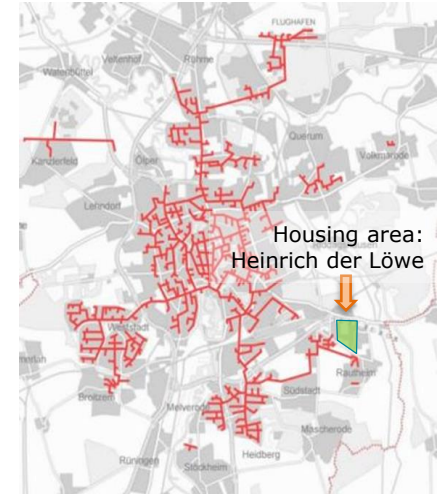 FLUGHAFEN
Veltenhof
Rühme
Watenbüttel
Querum
Kanzlerfeld
Ölper
Volkmarode
Lehndorf
Housing area:
Heinrich der Löwe
Weststadt
Rautheim
Südstadt
Broitzem
Melverode
Mascherode
Heidberg
Rüningen
Stöckheim